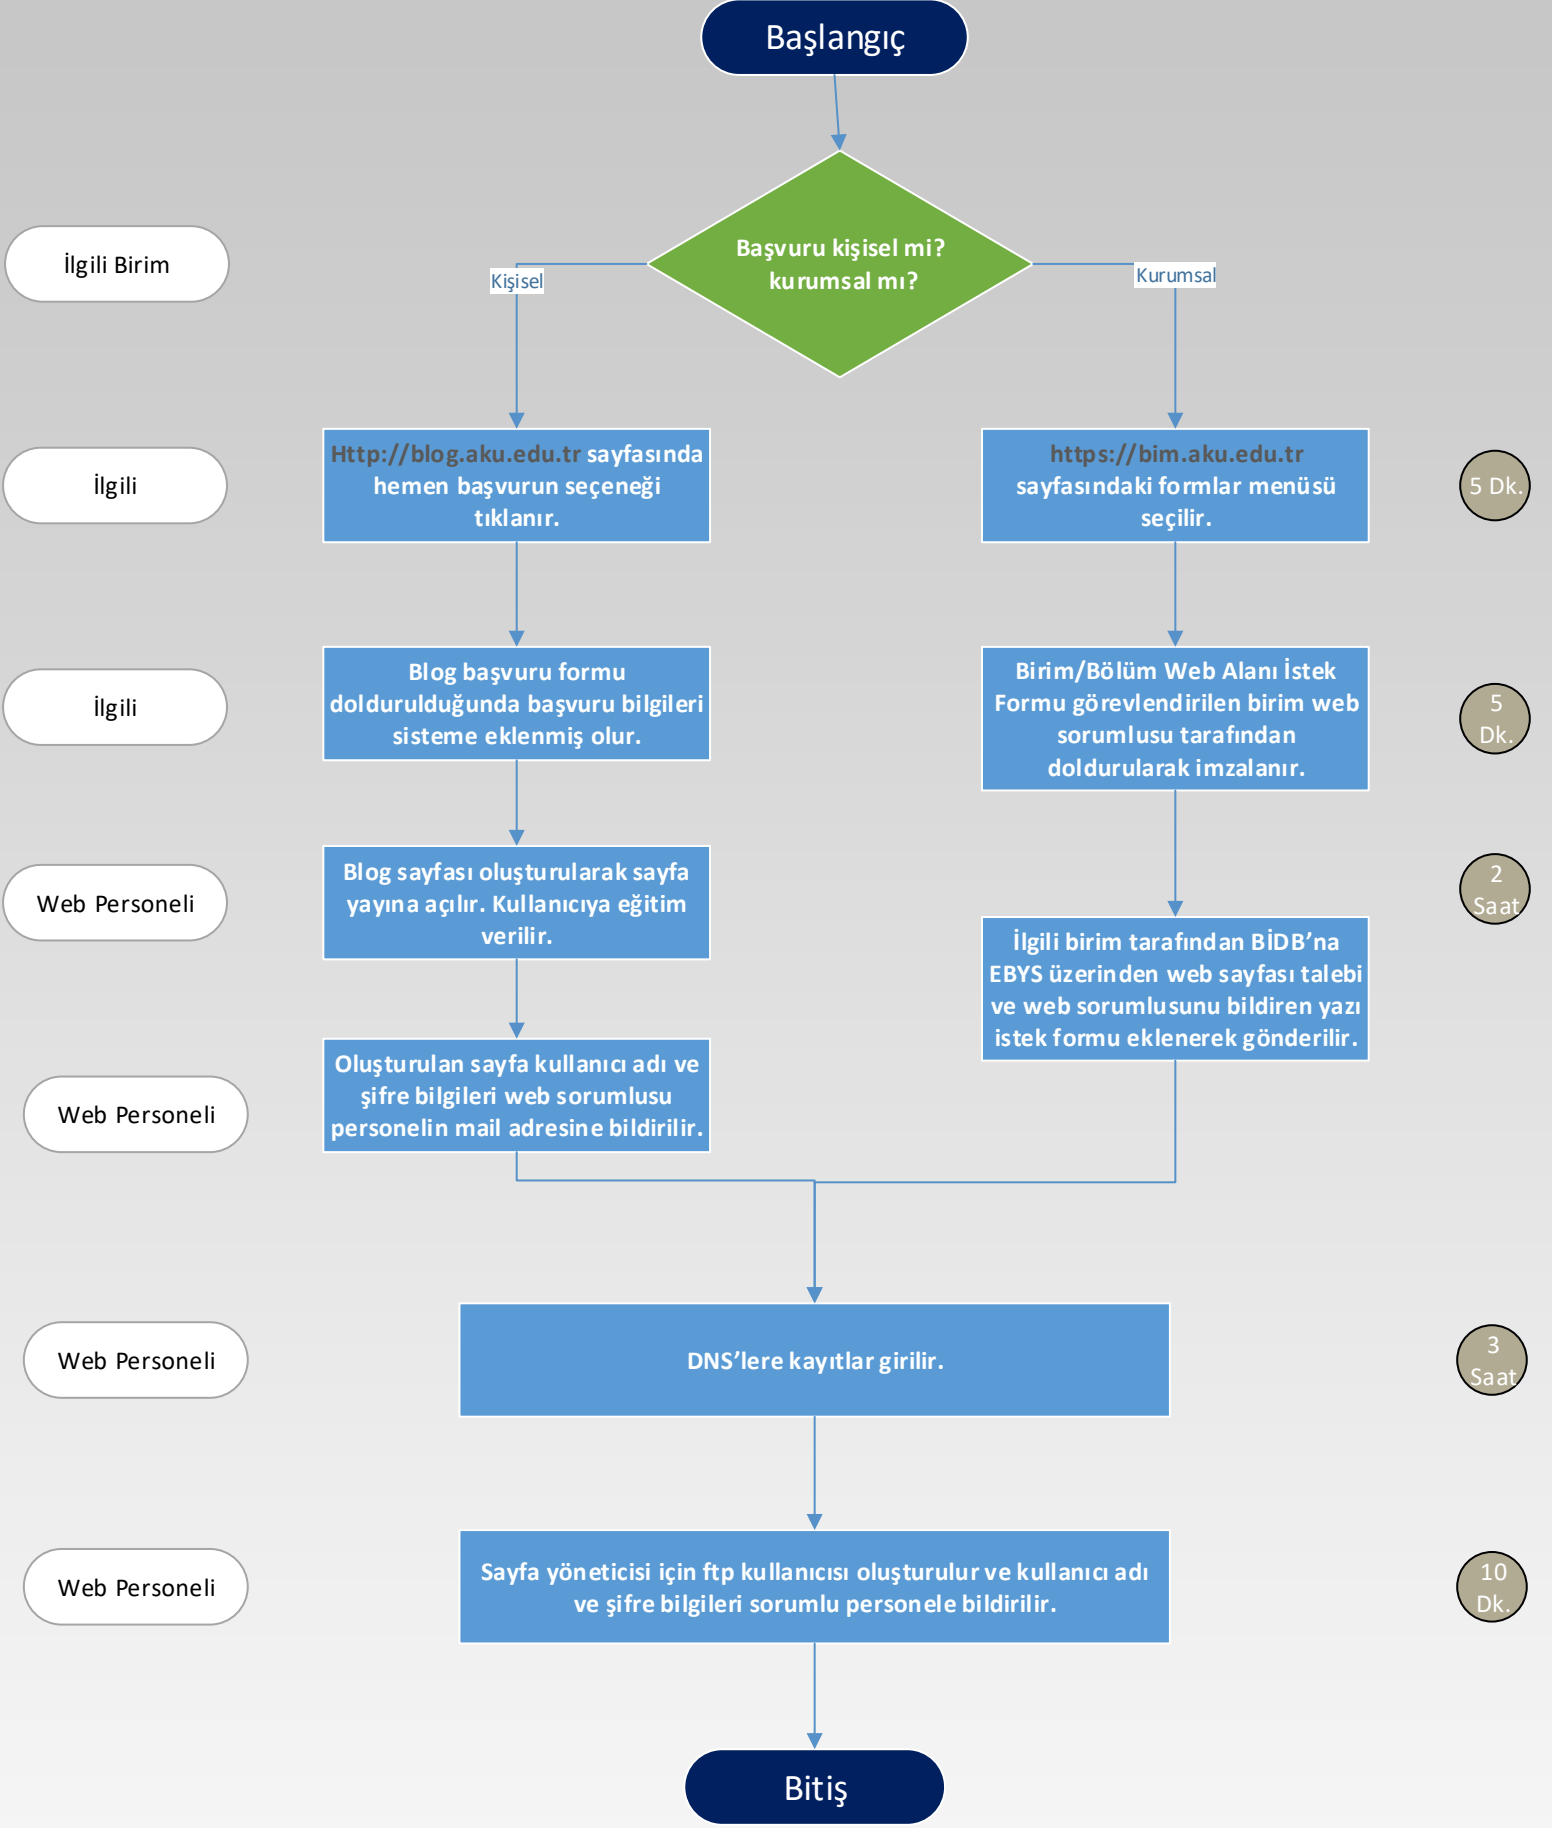 Başlangıç
İlgili Birim
Başvuru kişisel mi?
kurumsal mı?
Kişisel
Kurumsal
İlgili
Http://blog.aku.edu.tr sayfasında
hemen başvurun seçeneği
tıklanır.
https://bim.aku.edu.tr
sayfasındaki formlar menüsü
seçilir.
5 Dk.
İlgili
Blog başvuru formu
doldurulduğunda başvuru bilgileri
sisteme eklenmiş olur.
Birim/Bölüm Web Alanı İstek
Formu görevlendirilen birim web
sorumlusu tarafından
doldurularak imzalanır.
5
Dk.
Web Personeli
Blog sayfası oluşturularak sayfa
yayına açılır. Kullanıcıya eğitim
verilir.
2
Saat
İlgili birim tarafından BİDB’na
EBYS üzerinden web sayfası talebi
ve web sorumlusunu bildiren yazı
istek formu eklenerek gönderilir.
Web Personeli
Oluşturulan sayfa kullanıcı adı ve
şifre bilgileri web sorumlusu
personelin mail adresine bildirilir.
Web Personeli
DNS’lere kayıtlar girilir.
3
Saat
Web Personeli
Sayfa yöneticisi için ftp kullanıcısı oluşturulur ve kullanıcı adı
ve şifre bilgileri sorumlu personele bildirilir.
10
Dk.
Bitiş